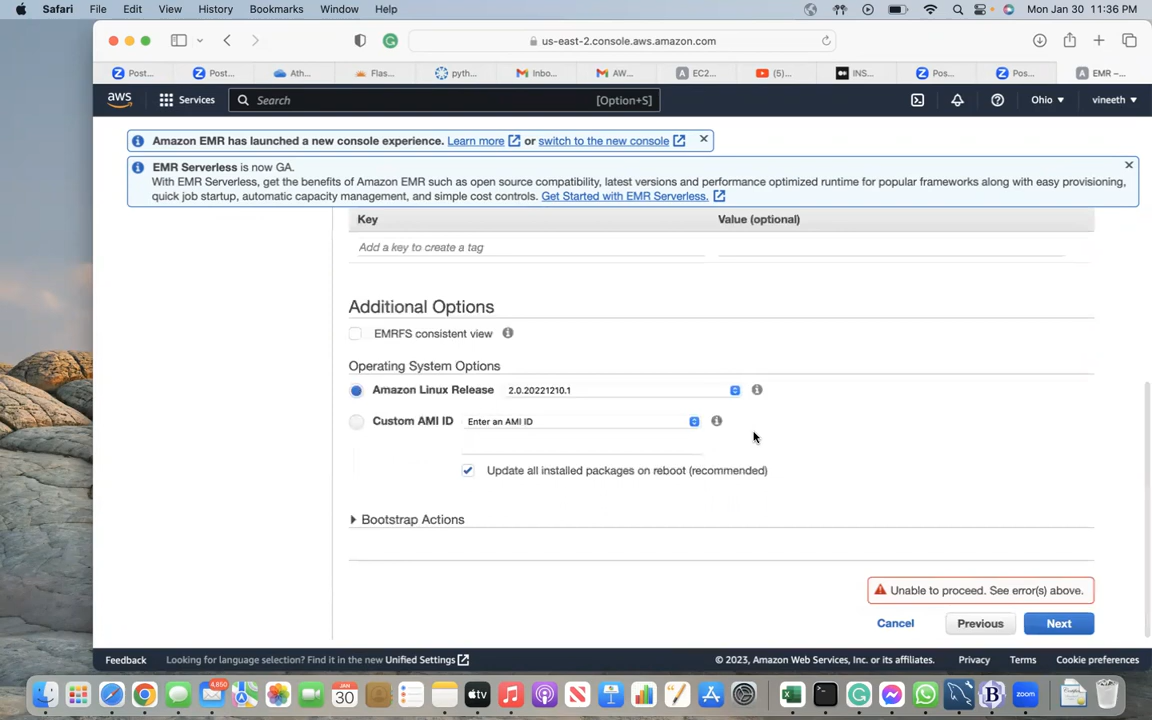 Safari File Edit View History Bookmarks Window Help Mon Jan 30 11:36 PM
us-east-2.console.aws.amazon.com
Post... Post... Ath... Flas... pyth... Inbo... AW... EC2... (5)... INS... Pos... Pos... EMR –...
aws Services Search [Option+S] Ohio vineeth
Amazon EMR has launched a new console experience. Learn more or switch to the new console
EMR Serverless is now GA.
With EMR Serverless, get the benefits of Amazon EMR such as open source compatibility, latest versions and performance optimized runtime for popular frameworks along with easy provisioning,
quick job startup, automatic capacity management, and simple cost controls. Get Started with EMR Serverless.
Key Value (optional)
Add a key to create a tag
Additional Options
EMRFS consistent view
Operating System Options
Amazon Linux Release 2.0.20221210.1
Custom AMI ID Enter an AMI ID
Update all installed packages on reboot (recommended)
Bootstrap Actions
Unable to proceed. See error(s) above.
Cancel Previous Next
Feedback Looking for language selection? Find it in the new Unified Settings © 2023, Amazon Web Services, Inc. or its affiliates. Privacy Terms Cookie preferences
4,850 JAN 30 tv zoom